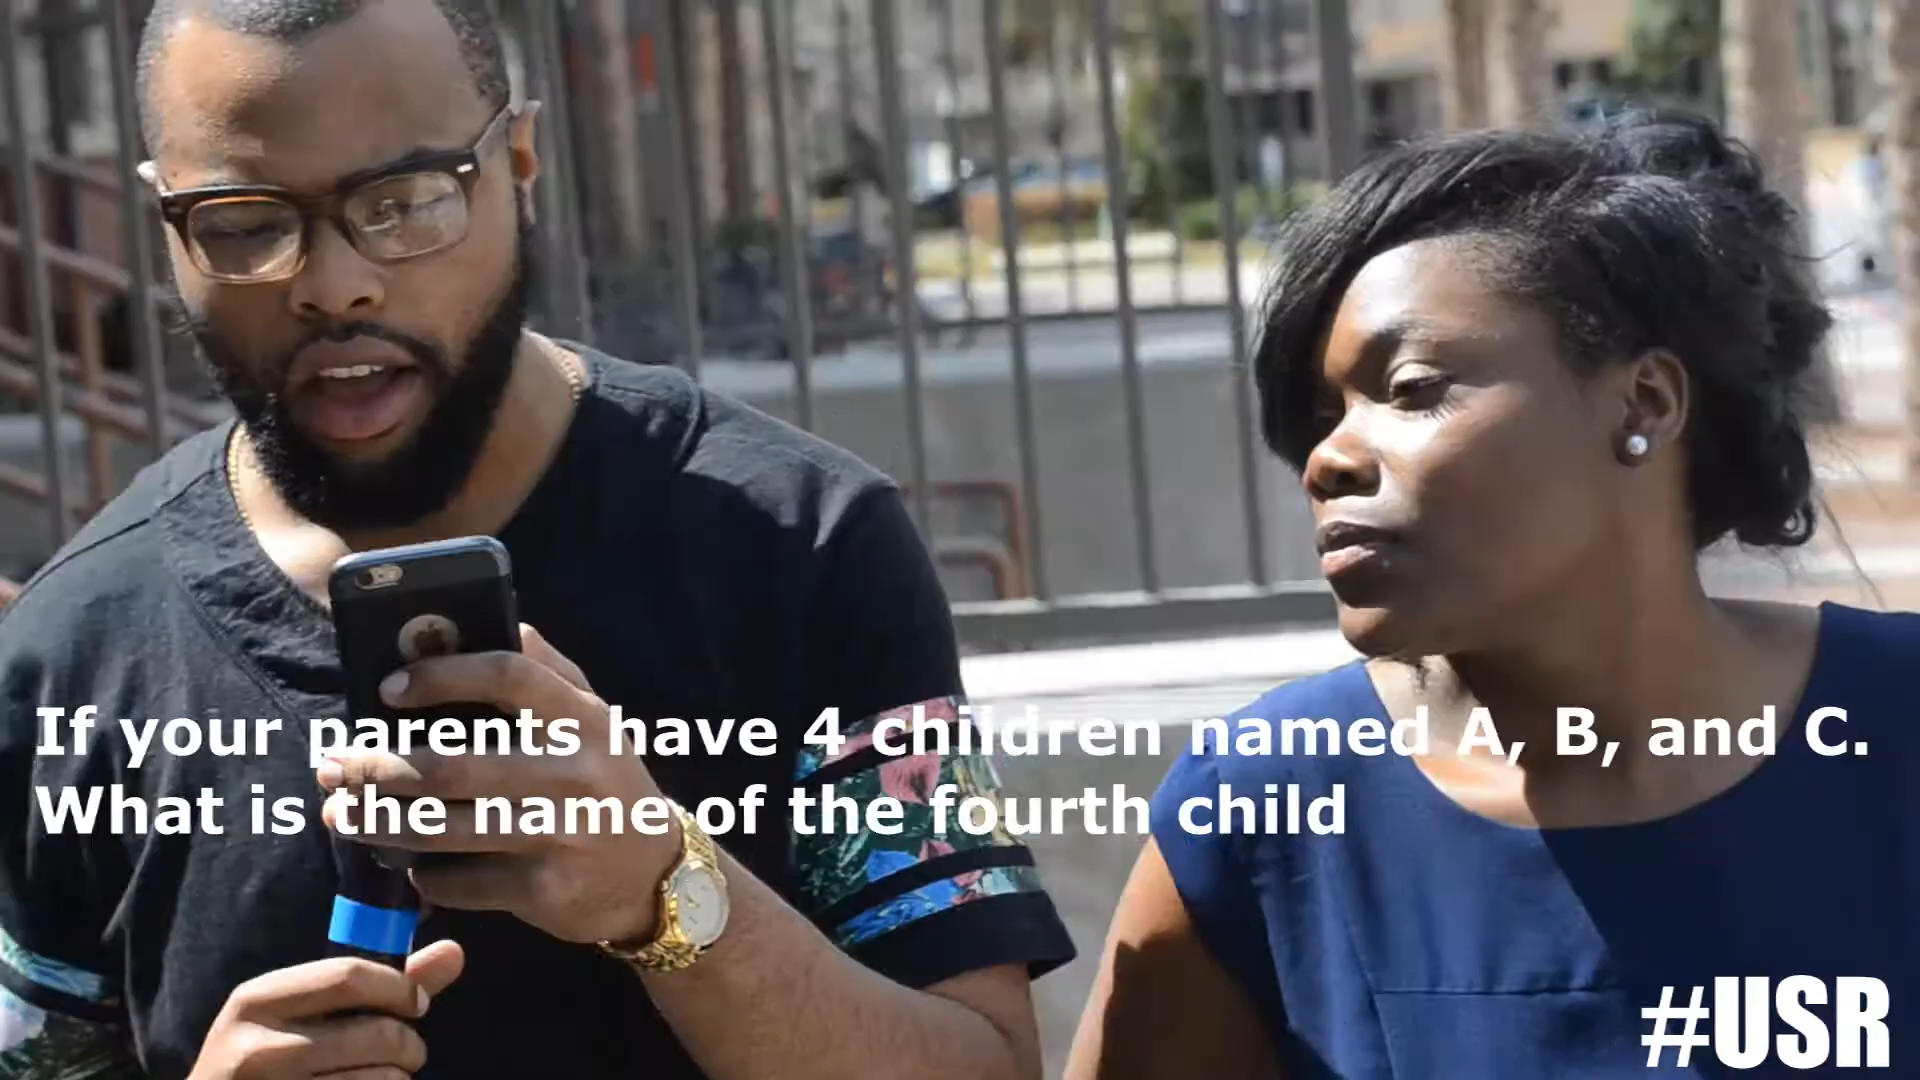 If your parents have 4 children named A, B, and C.
What is the name of the fourth child
#USR